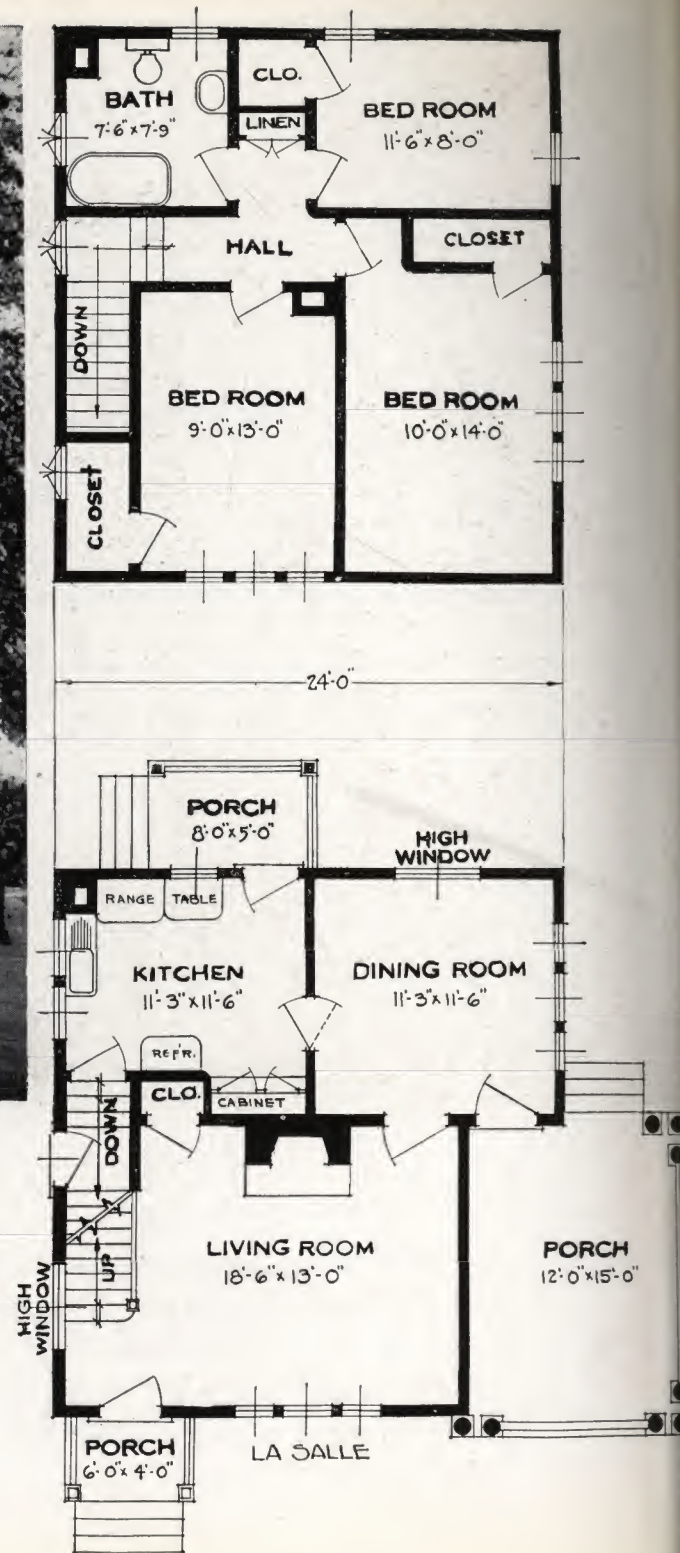 BATH
7'-6"x7'-9"
CLO.
LINEN
BED ROOM
11'-6"x8'-0"
HALL
CLOSET
DOWN
BED ROOM
9'-0"x13'-0"
BED ROOM
10'-0"x14'-0"
CLOSET
24'-0"
PORCH
8'-0"x5'-0"
HIGH
WINDOW
RANGE
TABLE
KITCHEN
11'-3"x11'-6"
DINING ROOM
11'-3"x11'-6"
REF'R.
CLO.
CABINET
DOWN
UP
LIVING ROOM
18'-6"x13'-0"
PORCH
12'-0"x15'-0"
HIGH
WINDOW
PORCH
6'-0"x4'-0"
LA SALLE